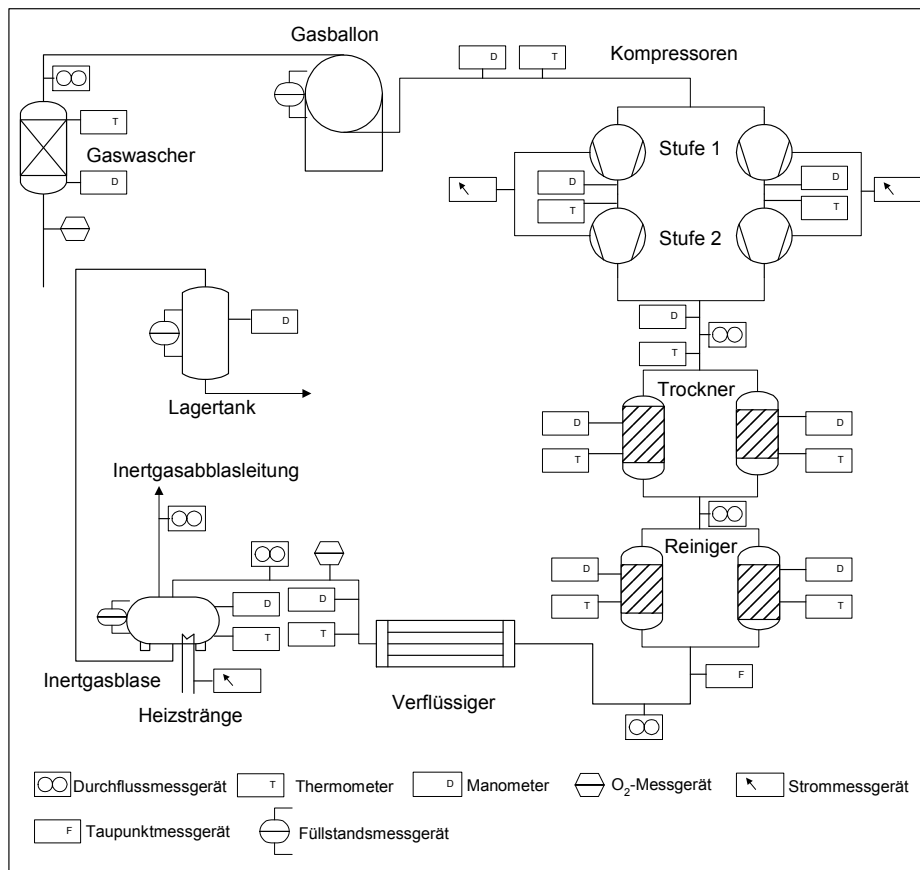 Gasballon
D T Kompressoren
T
Gaswascher
D
Stufe 1
D D
T T
Stufe 2
D
D
T
Lagertank
Trockner
D D
T T
Inertgasabblasleitung
Reiniger
D D
T T
D D
T T
Inertgasblase
Heizstränge
Verflüssiger
F
Durchflussmessgerät T Thermometer D Manometer O₂-Messgerät Strommessgerät
F Taupunktmessgerät Füllstandsmessgerät